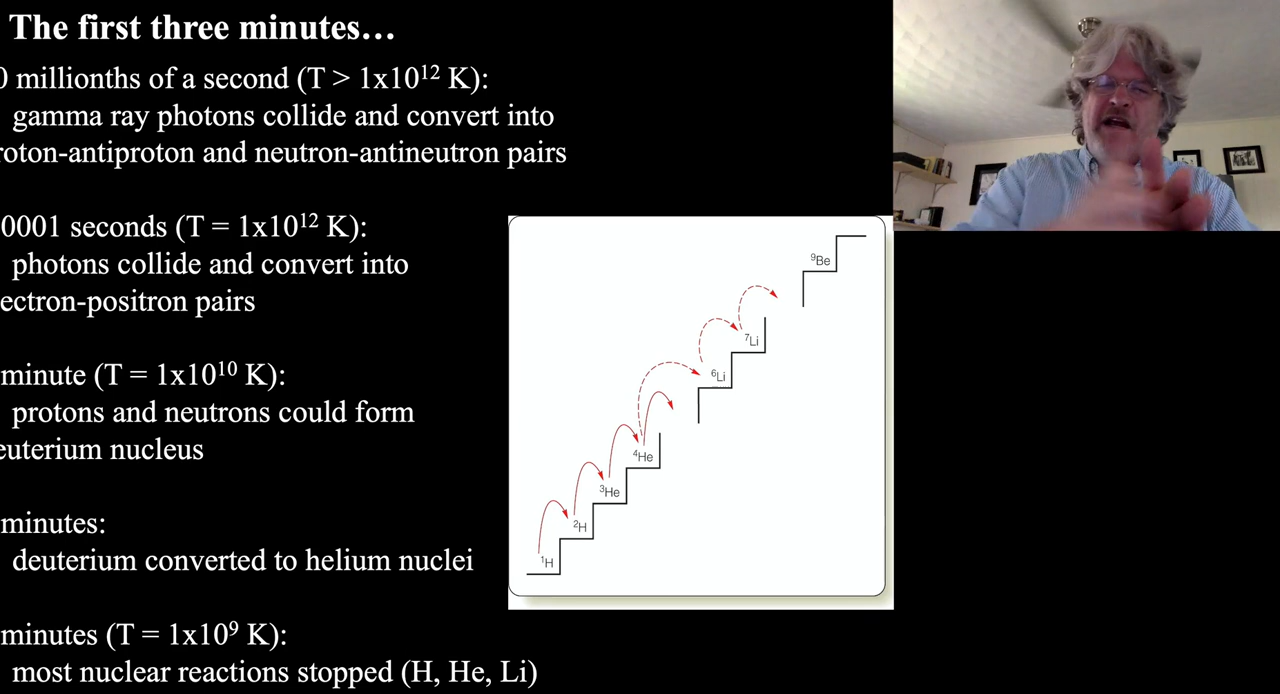 The first three minutes…
0 millionths of a second (T > 1x10¹² K):
gamma ray photons collide and convert into
roton-antiproton and neutron-antineutron pairs
0001 seconds (T = 1x10¹² K):
photons collide and convert into
ectron-positron pairs
minute (T = 1x10¹⁰ K):
protons and neutrons could form
euterium nucleus
minutes:
deuterium converted to helium nuclei
minutes (T = 1x10⁹ K):
most nuclear reactions stopped (H, He, Li)
⁹Be
⁷Li
⁶Li
⁴He
³He
²H
¹H